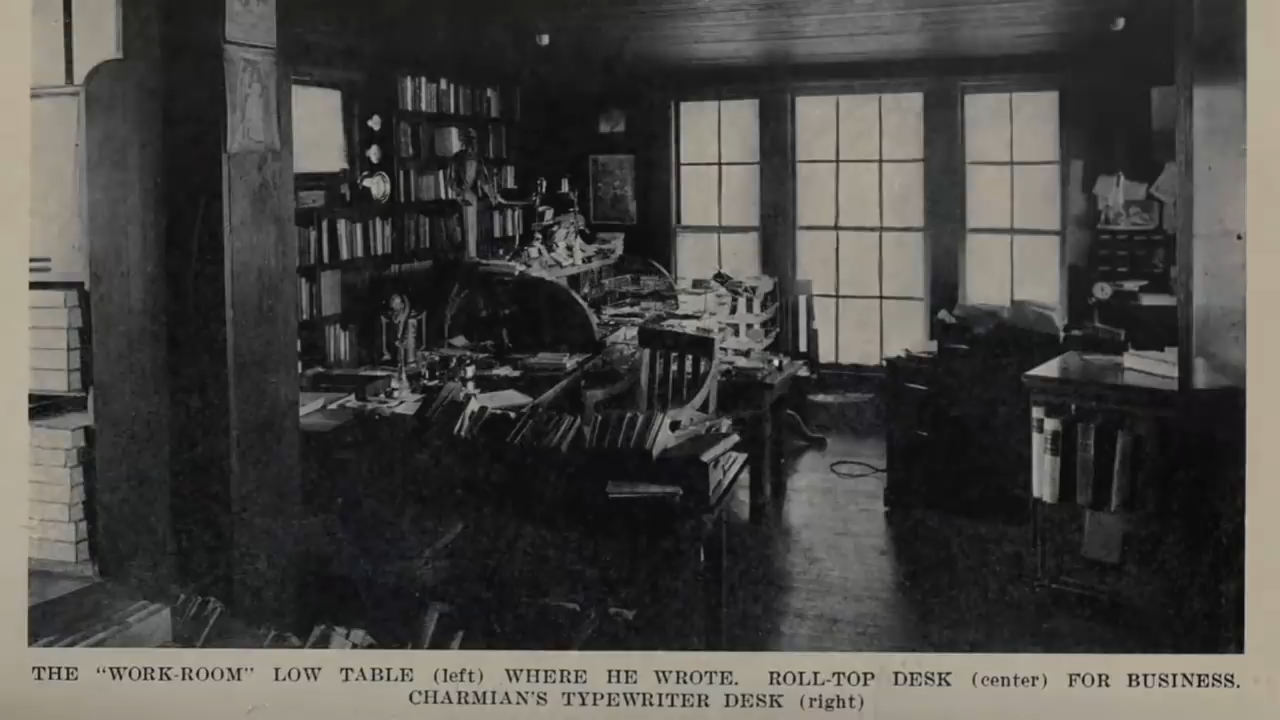 THE "WORK-ROOM" LOW TABLE (left) WHERE HE WROTE. ROLL-TOP DESK (center) FOR BUSINESS.
CHARMIAN'S TYPEWRITER DESK (right)